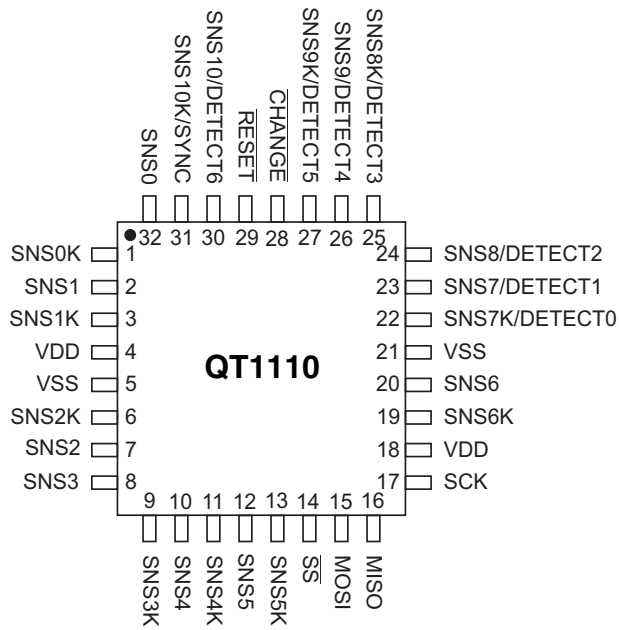 SNS0
SNS10K/SYNC
SNS10/DETECT6
RESET
CHANGE
SNS9K/DETECT5
SNS9/DETECT4
SNS8K/DETECT3
32
31
30
29
28
27
26
25
SNS0K 1
SNS1 2
SNS1K 3
VDD 4
VSS 5
SNS2K 6
SNS2 7
SNS3 8
QT1110
24 SNS8/DETECT2
23 SNS7/DETECT1
22 SNS7K/DETECT0
21 VSS
20 SNS6
19 SNS6K
18 VDD
17 SCK
9
10
11
12
13
14
15
16
SNS3K
SNS4
SNS4K
SNS5
SNS5K
SS
MOSI
MISO